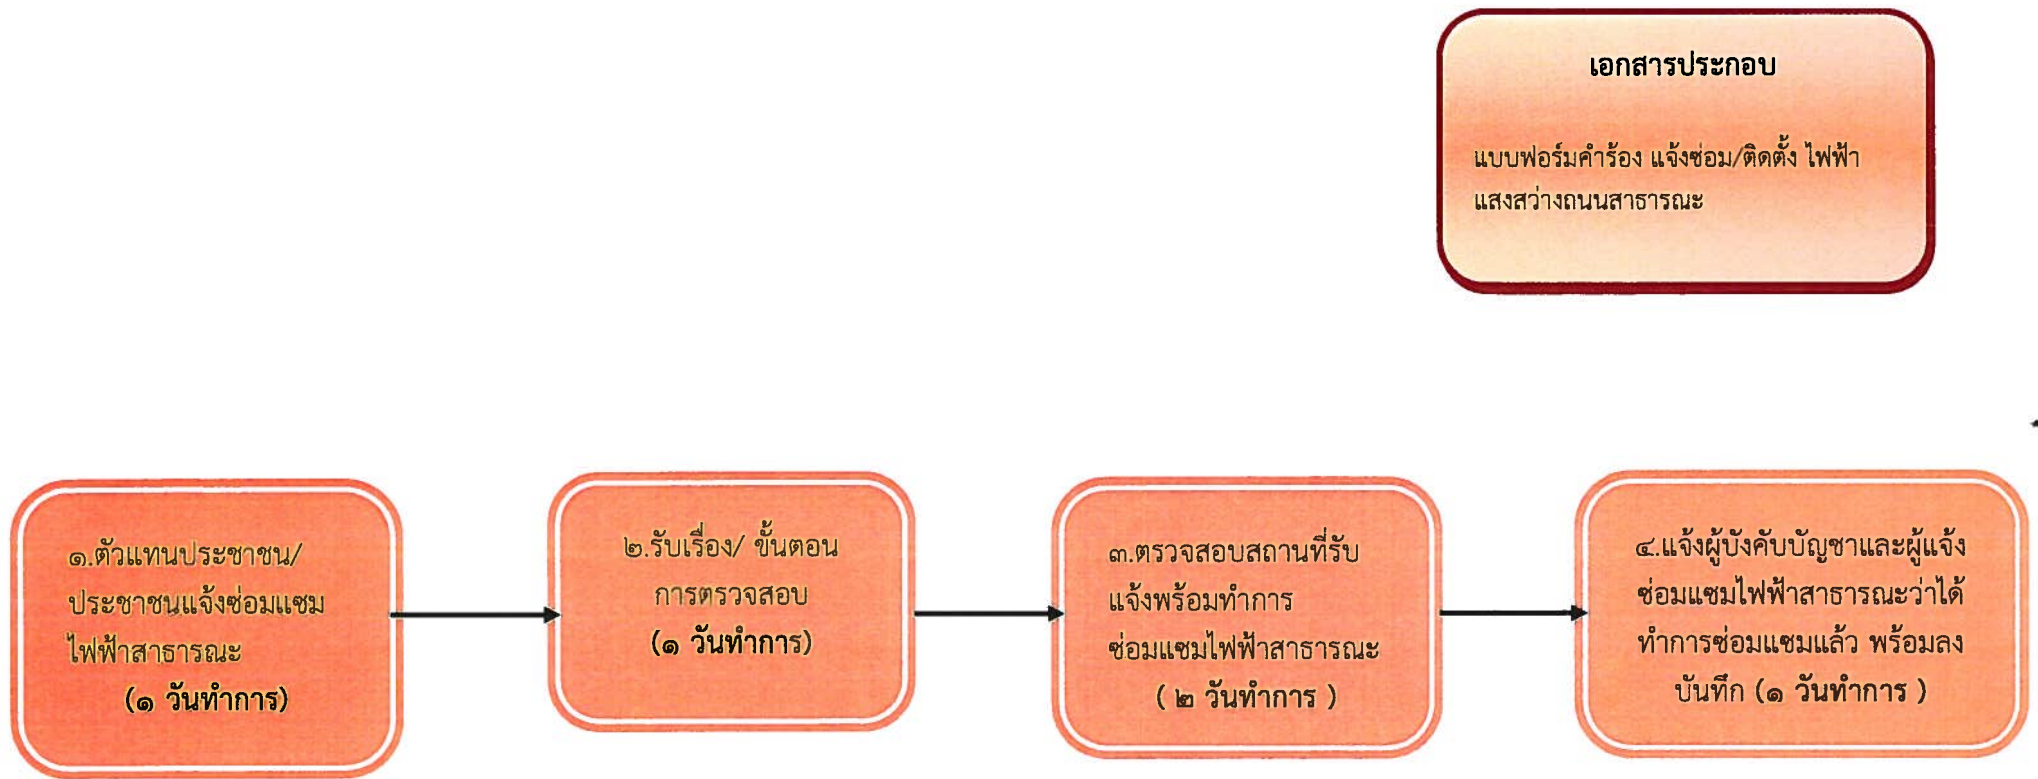 เอกสารประกอบ
แบบฟอร์มคำร้อง แจ้งซ่อม/ติดตั้ง ไฟฟ้า
แสงสว่างถนนสาธารณะ
๑.ตัวแทนประชาชน/
ประชาชนแจ้งซ่อมแซม
ไฟฟ้าสาธารณะ
(๑ วันทำการ)
๒.รับเรื่อง/ ขั้นตอน
การตรวจสอบ
(๑ วันทำการ)
๓.ตรวจสอบสถานที่รับ
แจ้งพร้อมทำการ
ซ่อมแซมไฟฟ้าสาธารณะ
( ๒ วันทำการ )
๔.แจ้งผู้บังคับบัญชาและผู้แจ้ง
ซ่อมแซมไฟฟ้าสาธารณะว่าได้
ทำการซ่อมแซมแล้ว พร้อมลง
บันทึก (๑ วันทำการ )